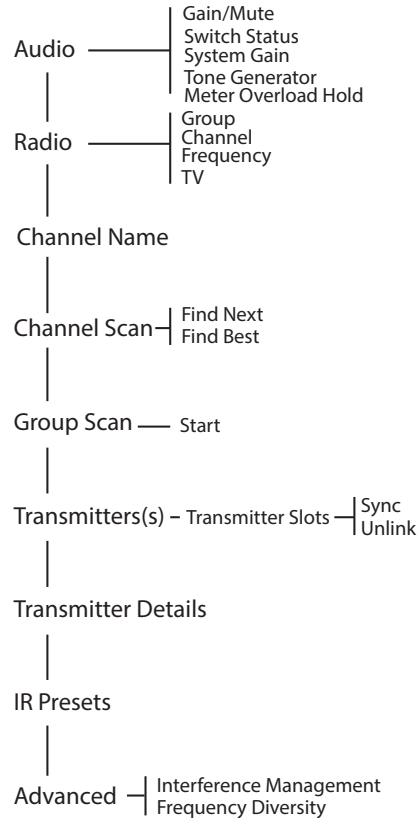 Audio
Gain/Mute
Switch Status
System Gain
Tone Generator
Meter Overload Hold
Radio
Group
Channel
Frequency
TV
Channel Name
Channel Scan
Find Next
Find Best
Group Scan
Start
Transmitters(s)
Transmitter Slots
Sync
Unlink
Transmitter Details
IR Presets
Advanced
Interference Management
Frequency Diversity